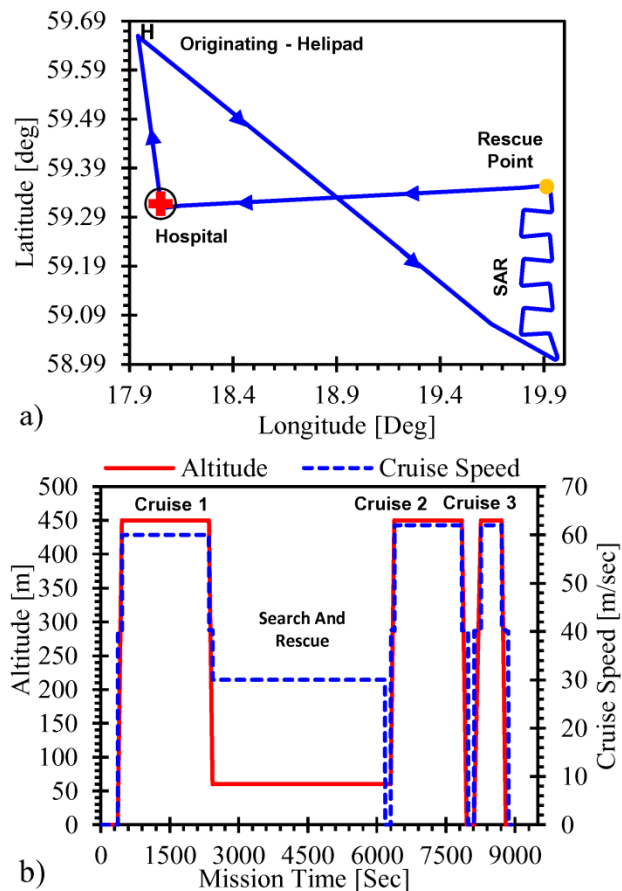 59.69
59.59
59.49
59.39
59.29
59.19
59.09
58.99
Latitude [deg]
H
Originating - Helipad
Rescue
Point
Hospital
SAR
17.9 18.4 18.9 19.4 19.9
Longitude [Deg]
a)
Altitude Cruise Speed
500
450
400
350
300
250
200
150
100
50
0
Altitude [m]
Cruise 1 Cruise 2 Cruise 3
Search And
Rescue
70
60
50
40
30
20
10
0
Cruise Speed [m/sec]
0 1500 3000 4500 6000 7500 9000
Mission Time [Sec]
b)